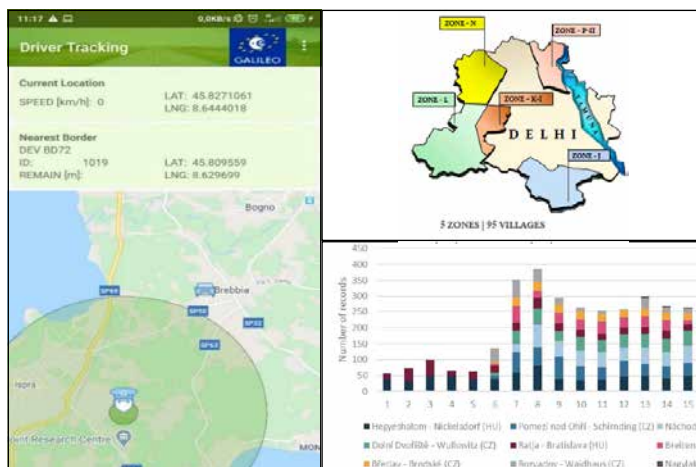 11:17
0,0KB/s
Driver Tracking
GALILEO
Current Location
SPEED [km/h]: 0
LAT: 45.8271061
LNG: 8.6444018
Nearest Border
DEV BD72
ID: 1019
REMAIN [m]:
LAT: 45.809559
LNG: 8.629699
Bogno
SP69
Brebbia
SP50
SP32
SP63
Ispra
oint Research Centre
MON
ZONE - N
ZONE - P-II
ZONE - L
ZONE - K-I
YAMUNA
DELHI
ZONE - J
5 ZONES | 95 VILLAGES
Number of records
450
400
350
300
250
200
150
100
50
0
1 2 3 4 5 6 7 8 9 10 11 12 13 14 15
Hegyeshalom - Nickelsdorf (HU)
Pomezí nad Ohří - Schirnding (CZ)
Náchod
Dolní Dvořiště - Wullowitz (CZ)
Rajka - Bratislava (HU)
Břeclav - Brodské (CZ)
Rozvadov - Waidhaus (CZ)